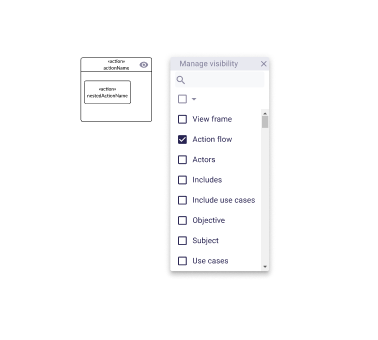 «action»
actionName
«action»
nestedActionName
Manage visibility
View frame
Action flow
Actors
Includes
Include use cases
Objective
Subject
Use cases